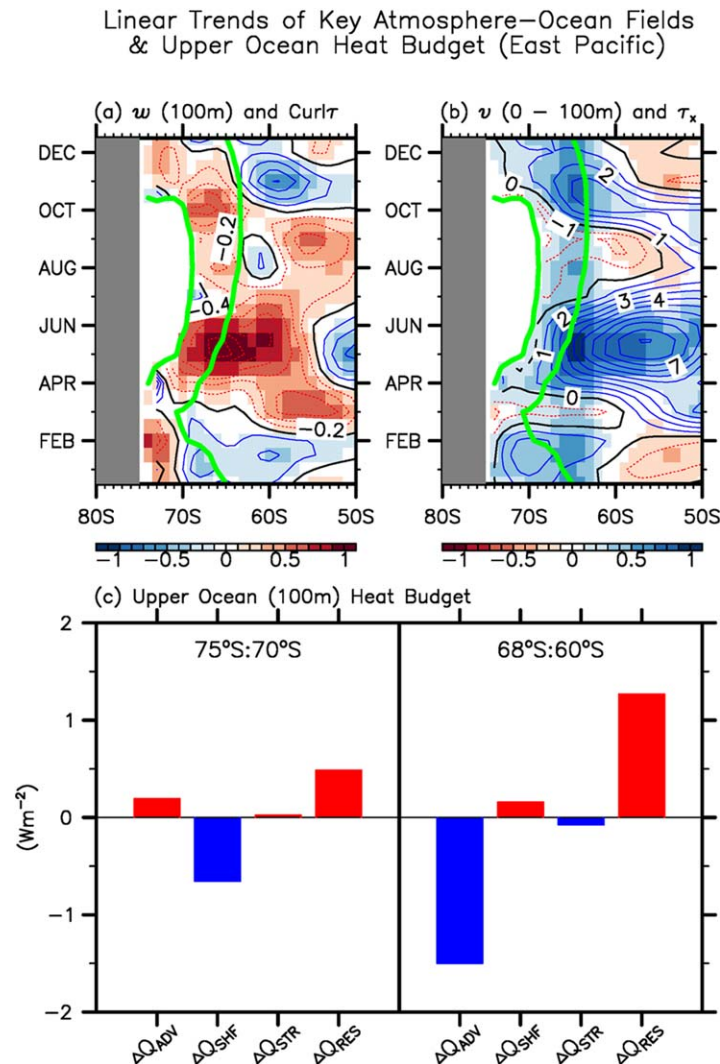 Linear Trends of Key Atmosphere-Ocean Fields
& Upper Ocean Heat Budget (East Pacific)
(a) w (100m) and Curlτ
(b) v (0 - 100m) and τx
DEC
OCT
AUG
JUN
APR
FEB
-0.2
-0.4
-0.2
80S 70S 60S 50S
-1 -0.5 0 0.5 1
DEC
OCT
AUG
JUN
APR
FEB
0
2
-1
1
3
4
2
-1
7
0
80S 70S 60S 50S
-1 -0.5 0 0.5 1
(c) Upper Ocean (100m) Heat Budget
75°S:70°S
68°S:60°S
2
1
0
-1
-2
(Wm⁻²)
ΔQADV ΔQSHF ΔQSTR ΔQRES
ΔQADV ΔQSHF ΔQSTR ΔQRES